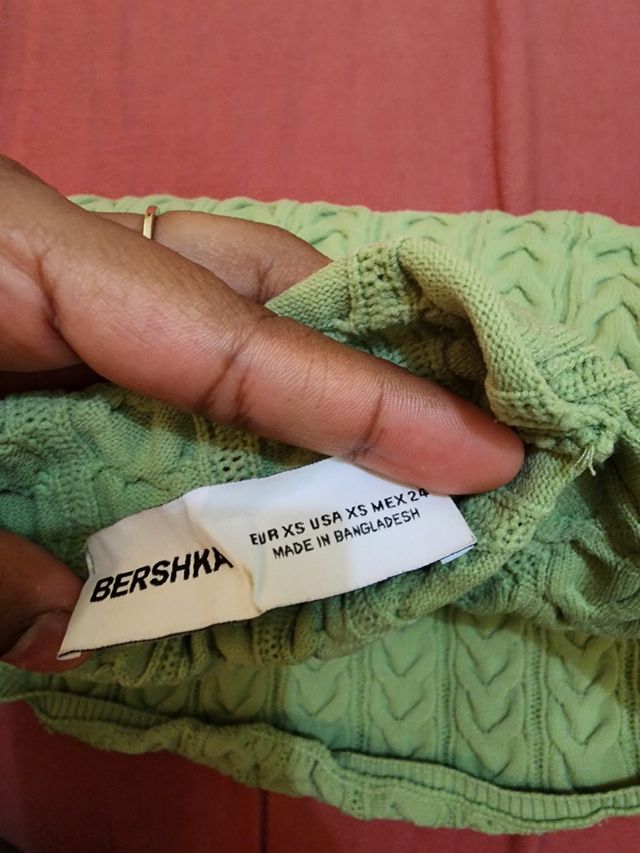 BERSHKA
EUR XS USA XS MEX 24
MADE IN BANGLADESH